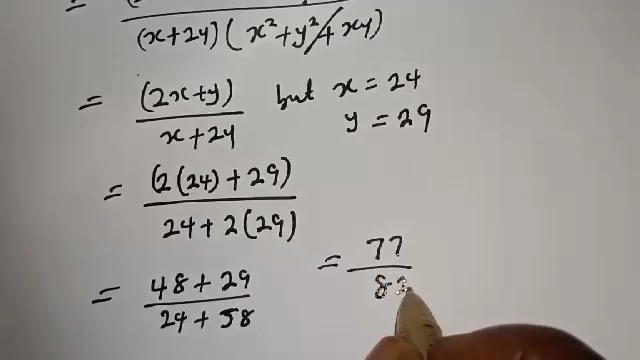 =
(x+2y) (x²+y²+xy)
= (2x+y) / x+2y but x = 24
y = 29
= (2(24) + 29) / 24 + 2(29)
= 48 + 29 / 24 + 58 = 77 / 82